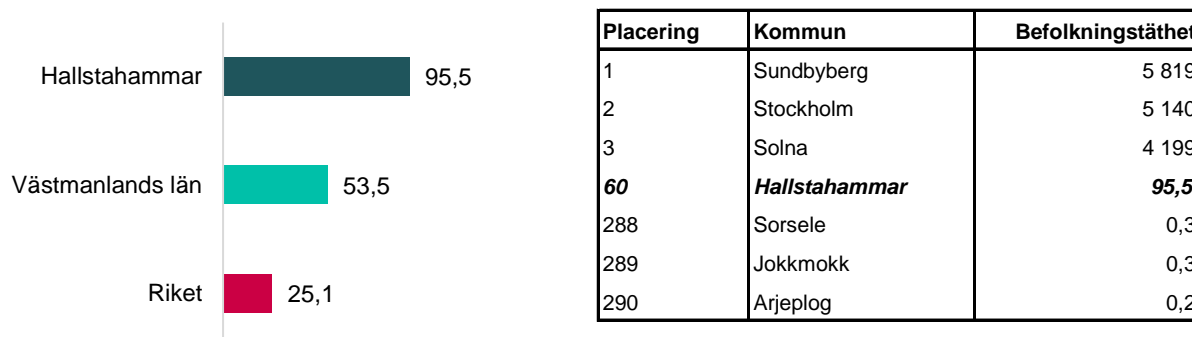 Hallstahammar 95,5
Västmanlands län 53,5
Riket 25,1
Placering Kommun Befolkningstäthet
1 Sundbyberg 5 819
2 Stockholm 5 140
3 Solna 4 199
60 Hallstahammar 95,5
288 Sorsele 0,3
289 Jokkmokk 0,3
290 Arjeplog 0,2